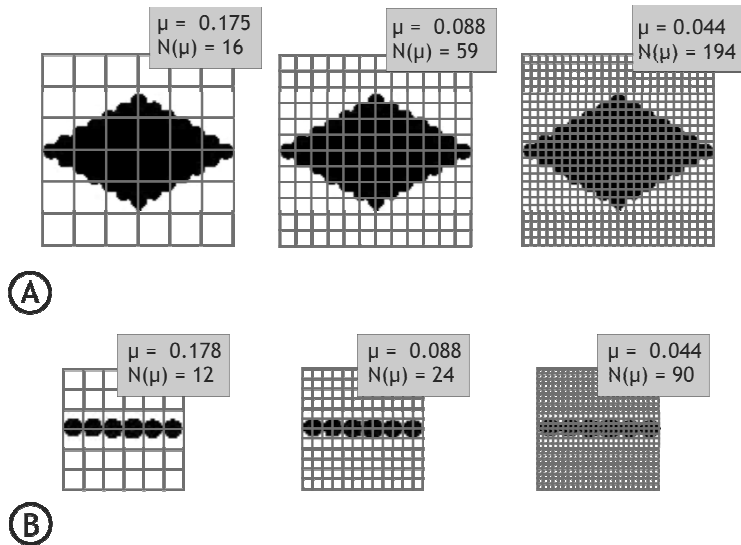 μ = 0.175
N(μ) = 16
μ = 0.088
N(μ) = 59
μ = 0.044
N(μ) = 194
A
μ = 0.178
N(μ) = 12
μ = 0.088
N(μ) = 24
μ = 0.044
N(μ) = 90
B